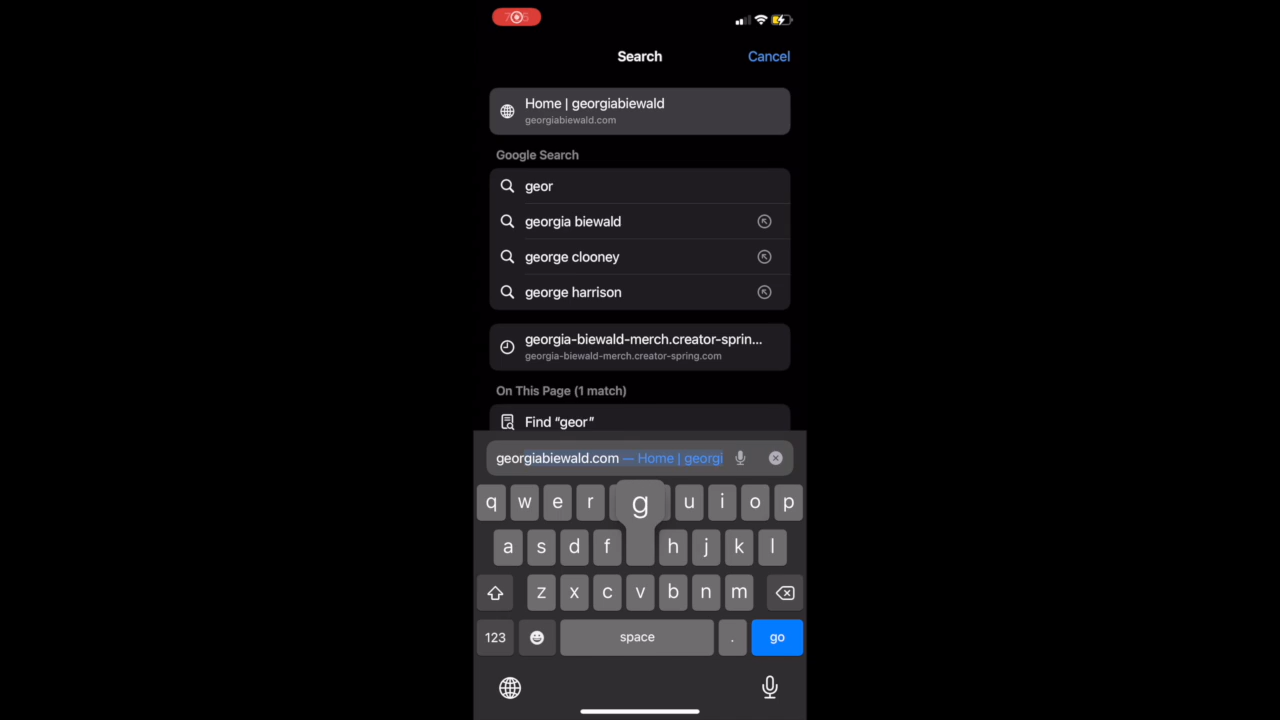 Search
Cancel
Home | georgiabiewald
georgiabiewald.com
Google Search
geor
georgia biewald
george clooney
george harrison
georgia-biewald-merch.creator-sprin...
georgia-biewald-merch.creator-spring.com
On This Page (1 match)
Find “geor”
georgiabiewald.com — Home | georgi
q w e r g u i o p
a s d f h j k l
z x c v b n m
123 space . go